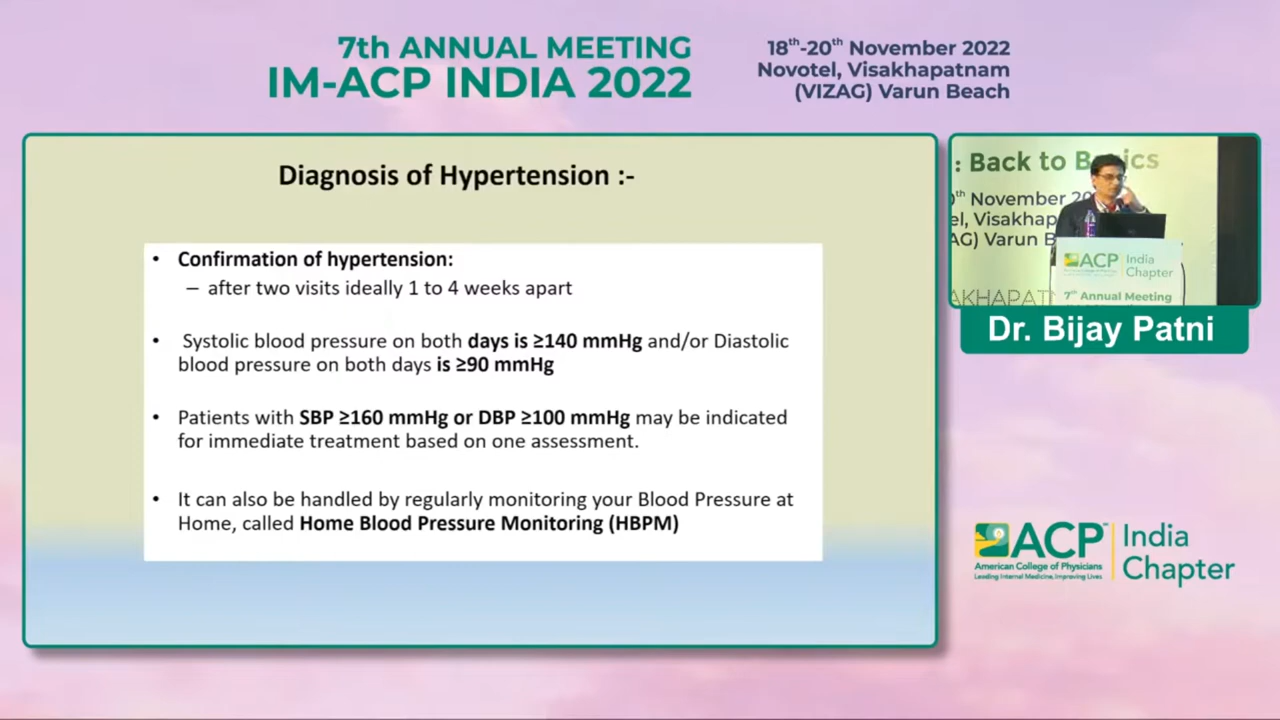 7th ANNUAL MEETING
IM-ACP INDIA 2022
18th-20th November 2022
Novotel, Visakhapatnam
(VIZAG) Varun Beach
Diagnosis of Hypertension :-
• Confirmation of hypertension:
– after two visits ideally 1 to 4 weeks apart
• Systolic blood pressure on both days is ≥140 mmHg and/or Diastolic
blood pressure on both days is ≥90 mmHg
• Patients with SBP ≥160 mmHg or DBP ≥100 mmHg may be indicated
for immediate treatment based on one assessment.
• It can also be handled by regularly monitoring your Blood Pressure at
Home, called Home Blood Pressure Monitoring (HBPM)
: Back to
th November
el, Visakhap
AG) Varun B
AKHAPAT
ACP India
Chapter
7th Annual Meeting
Dr. Bijay Patni
ACP India
American College of Physicians Chapter
Leading Internal Medicine, Improving Lives